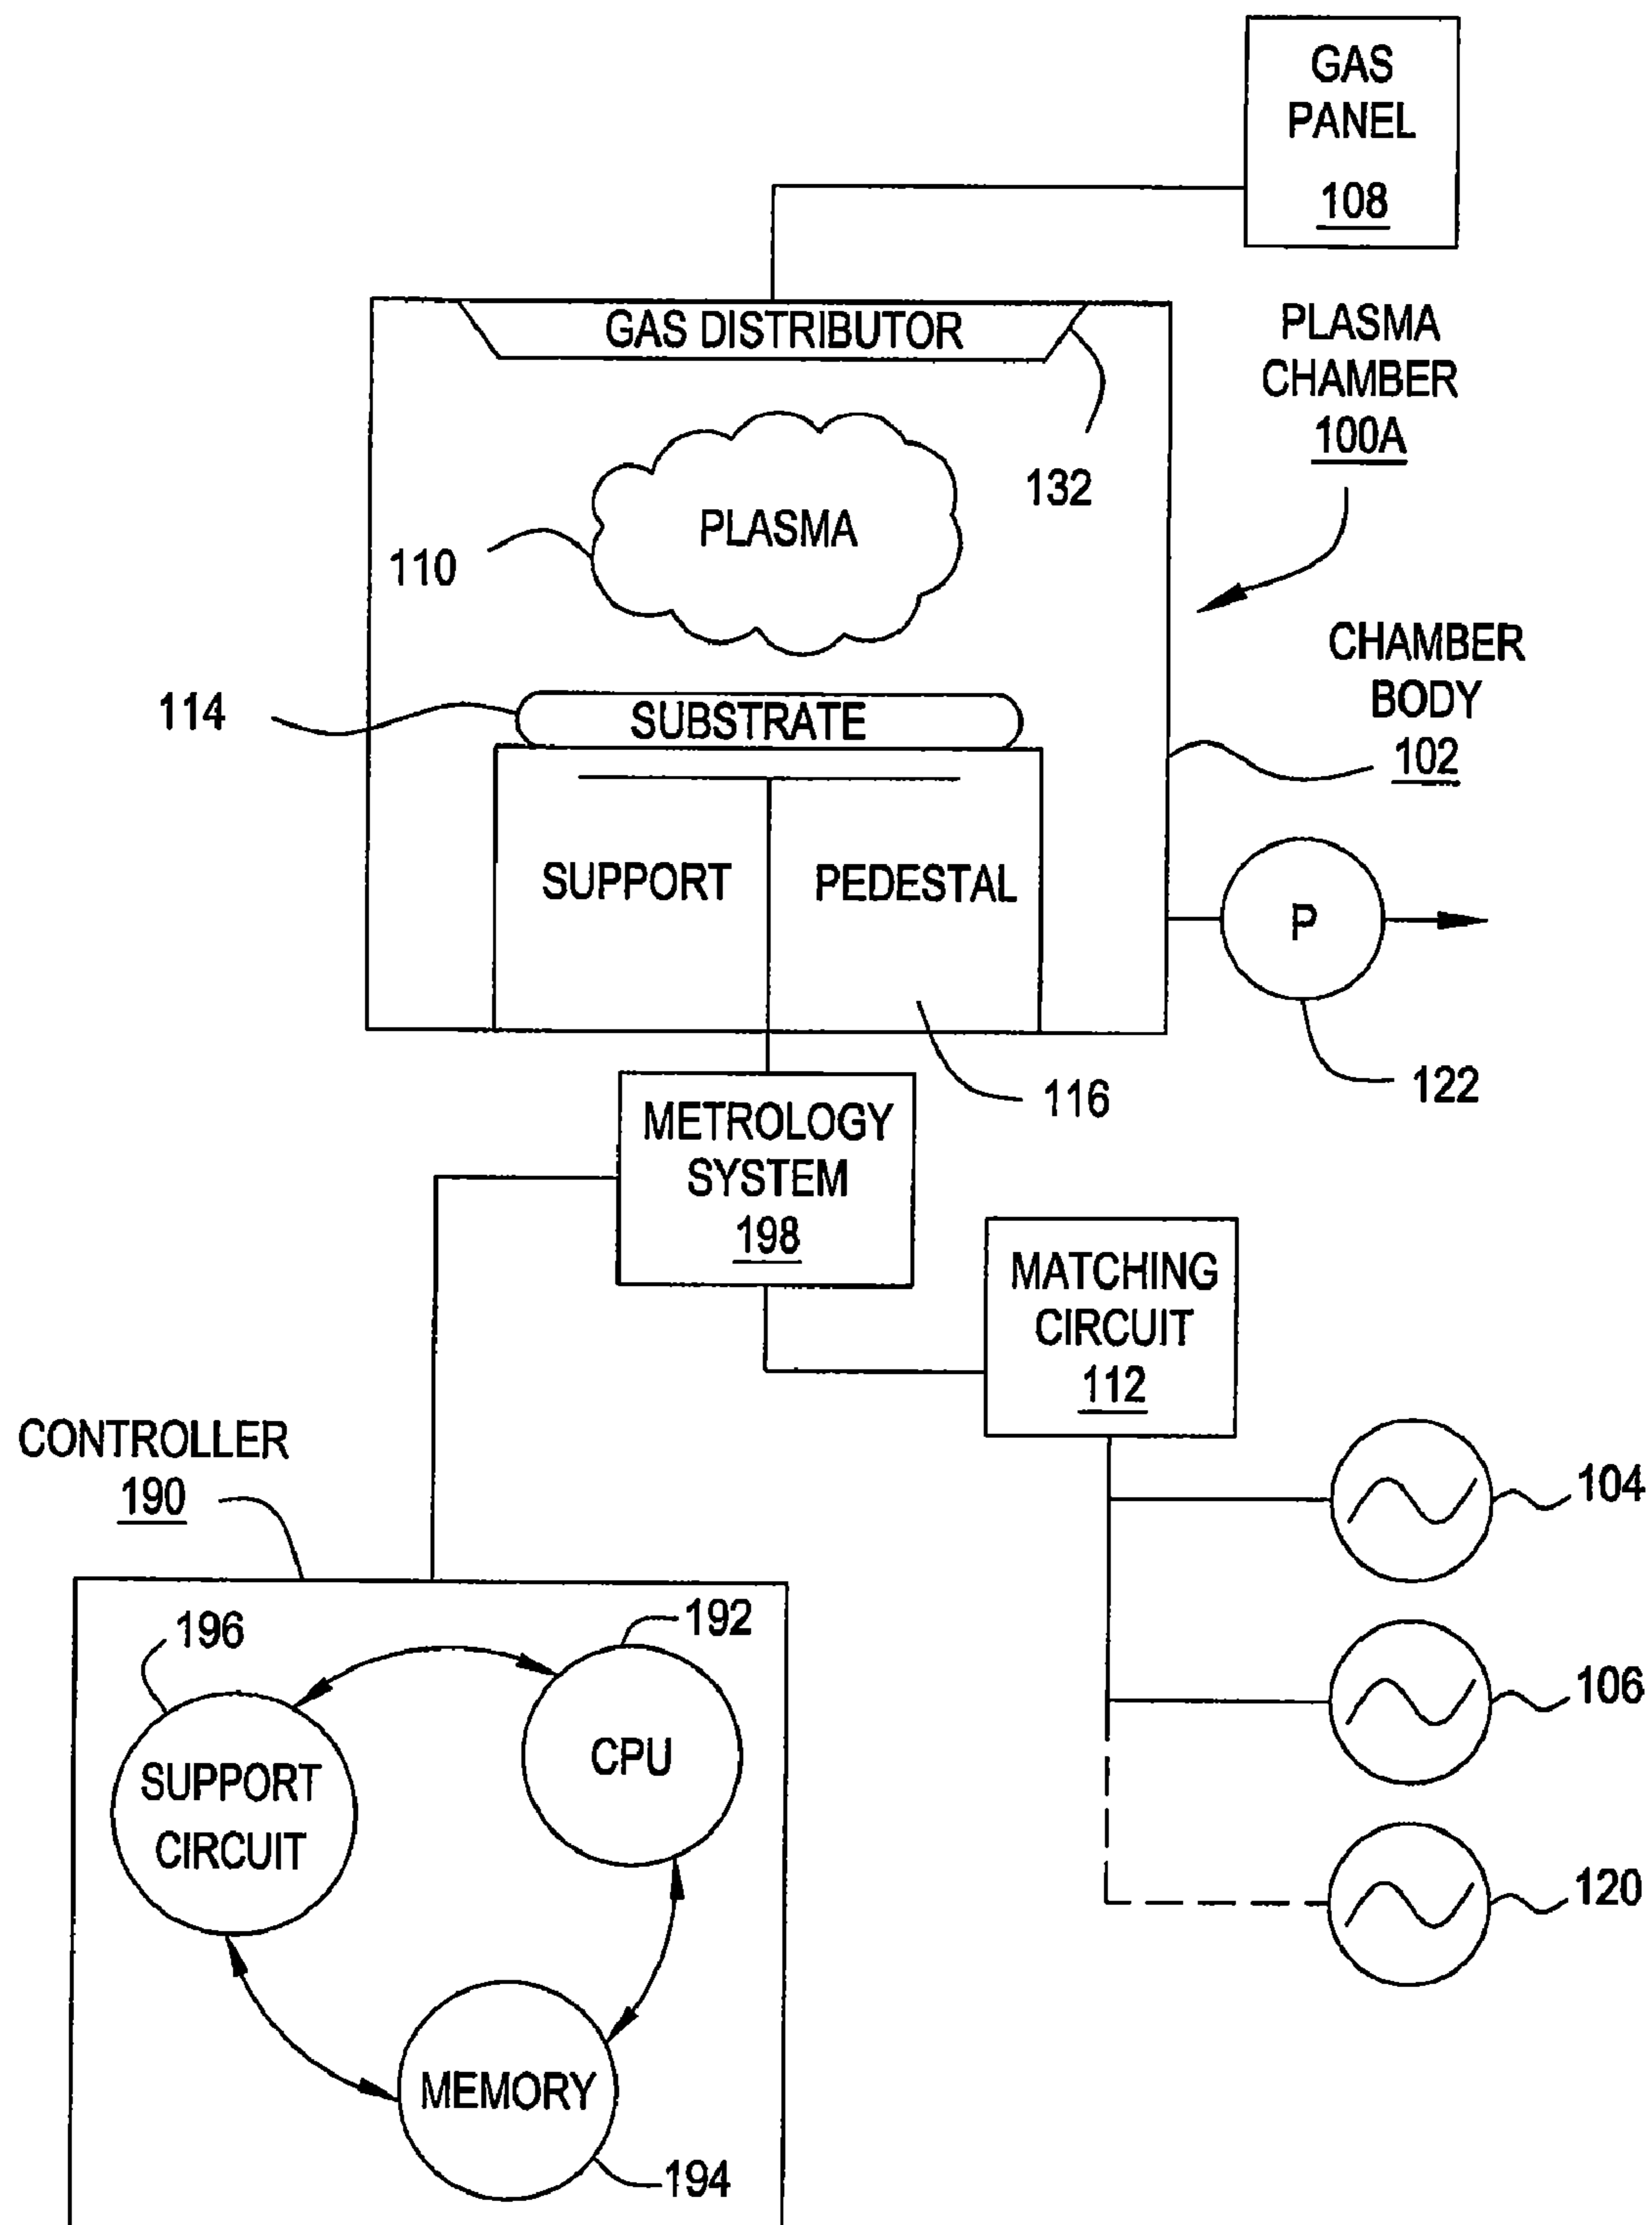 GAS
PANEL
108
GAS DISTRIBUTOR
PLASMA
CHAMBER
100A
132
PLASMA
110
CHAMBER
BODY
102
114
SUBSTRATE
SUPPORT PEDESTAL
P
116
122
METROLOGY
SYSTEM
198
MATCHING
CIRCUIT
112
CONTROLLER
190
104
196
192
106
CPU
SUPPORT
CIRCUIT
120
MEMORY
194